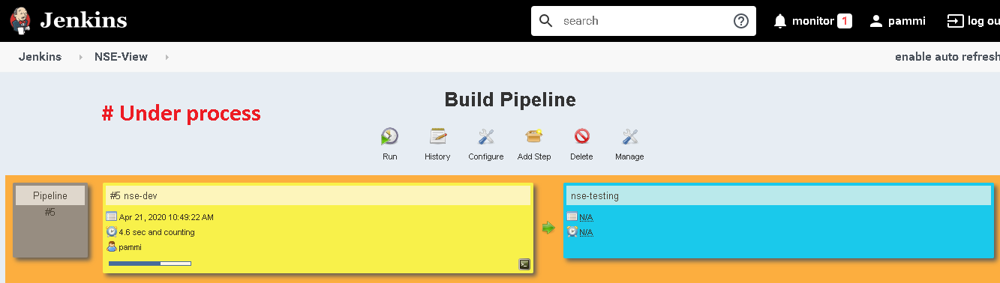 Jenkins
search
monitor 1
pammi
log ou
Jenkins
NSE-View
enable auto refresh
Build Pipeline
# Under process
Run
History
Configure
Add Step
Delete
Manage
Pipeline
#5
#5 nse-dev
Apr 21, 2020 10:49:22 AM
4.6 sec and counting
pammi
nse-testing
N/A
N/A